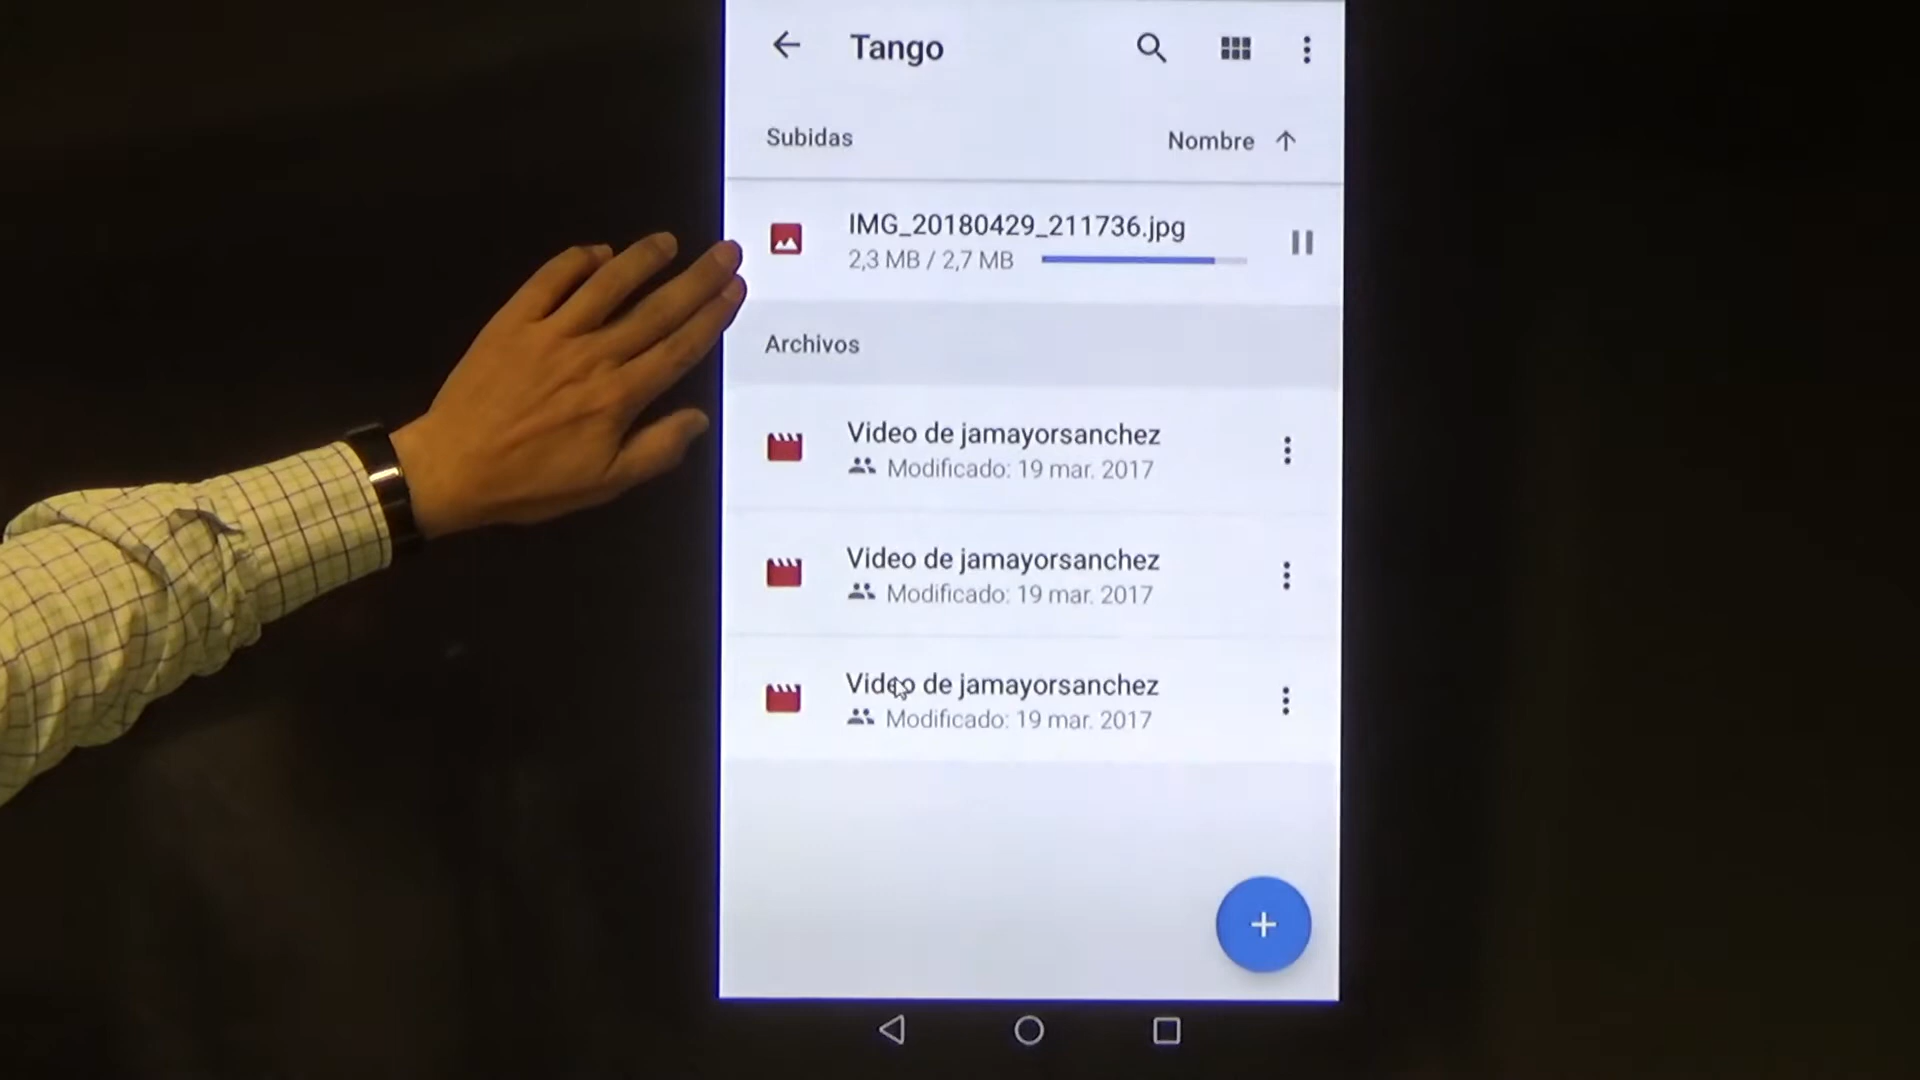 Tango
Subidas
Nombre
IMG_20180429_211736.jpg
2,3 MB / 2,7 MB
Archivos
Video de jamayorsanchez
Modificado: 19 mar. 2017
Video de jamayorsanchez
Modificado: 19 mar. 2017
Video de jamayorsanchez
Modificado: 19 mar. 2017